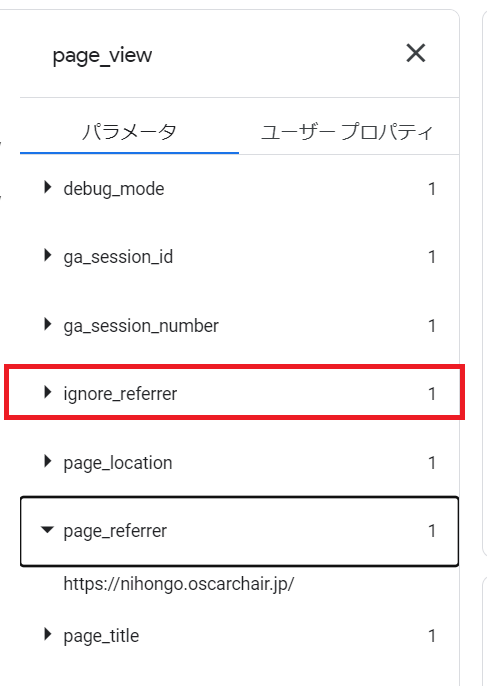 page_view
パラメータ ユーザー プロパティ
debug_mode 1
ga_session_id 1
ga_session_number 1
ignore_referrer 1
page_location 1
page_referrer 1
https://nihongo.oscarchair.jp/
page_title 1